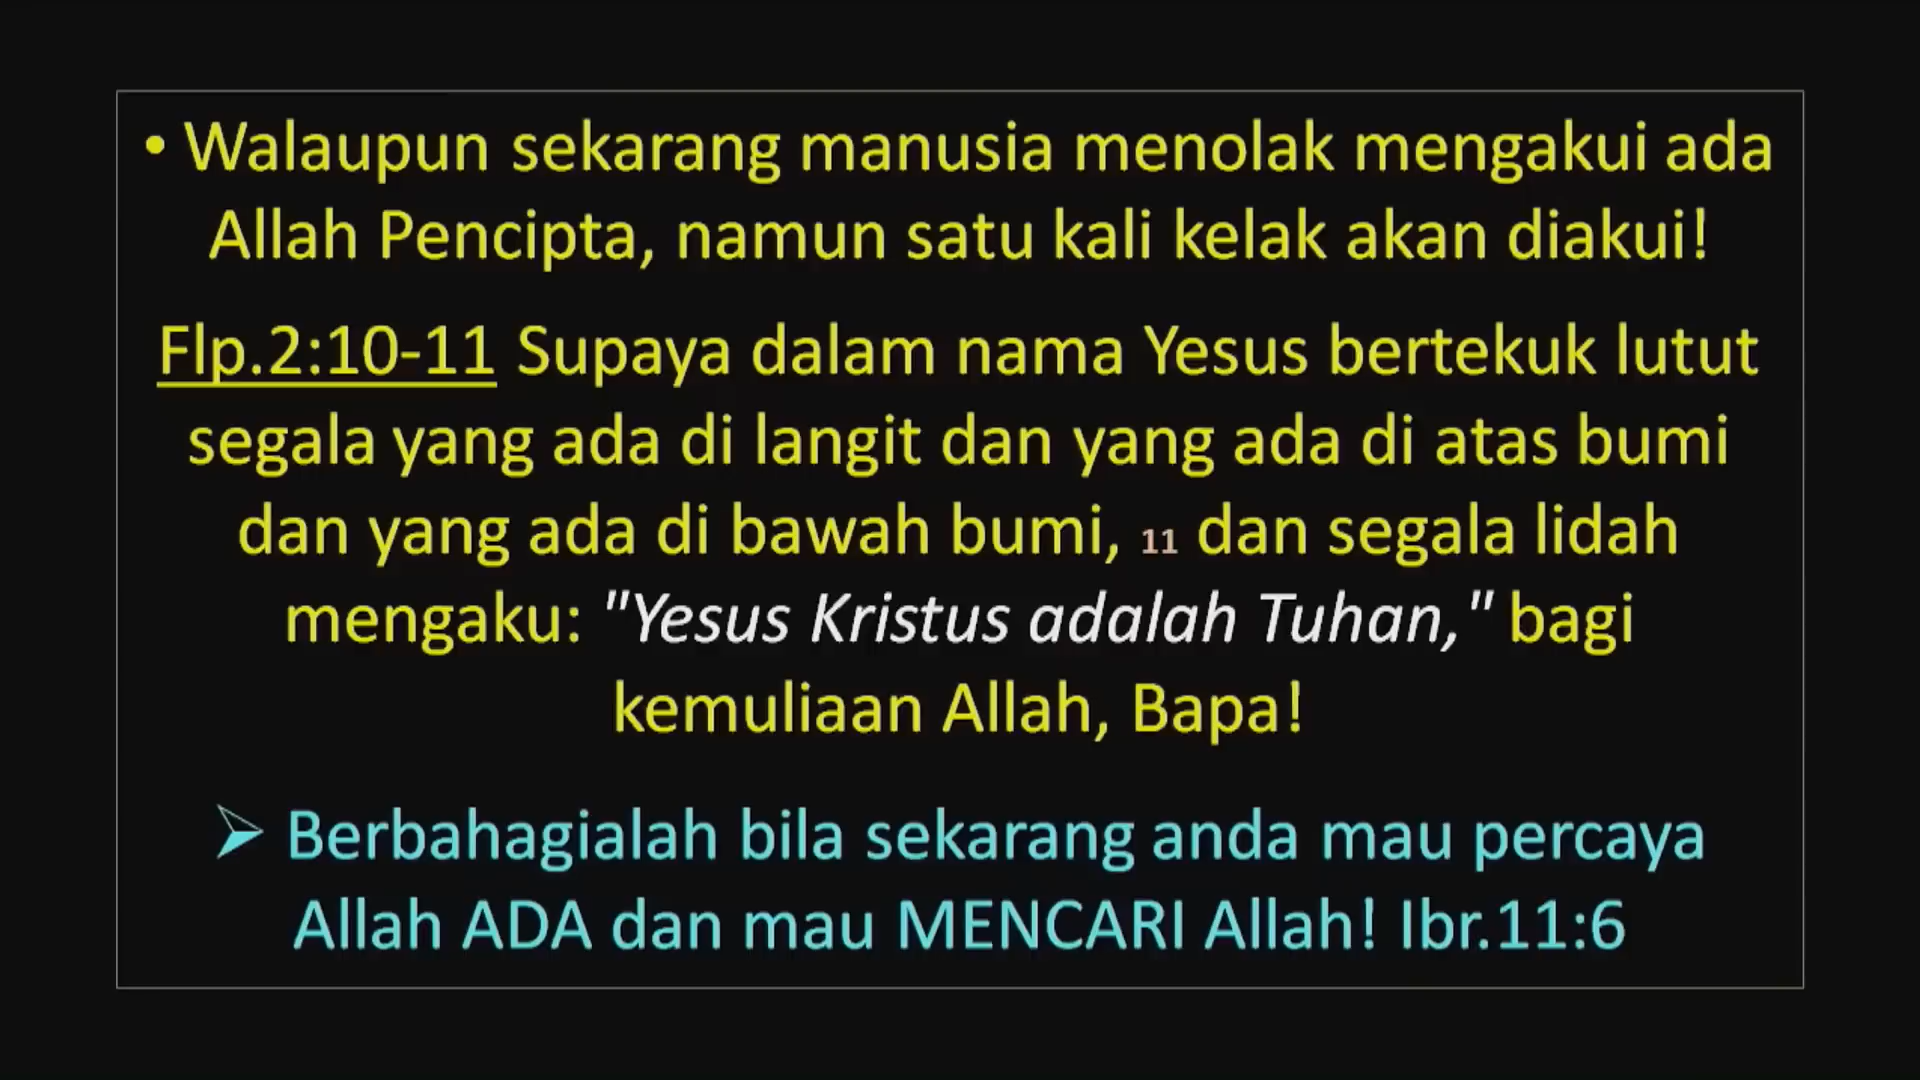 • Walaupun sekarang manusia menolak mengakui ada
Allah Pencipta, namun satu kali kelak akan diakui!
Flp.2:10-11 Supaya dalam nama Yesus bertekuk lutut
segala yang ada di langit dan yang ada di atas bumi
dan yang ada di bawah bumi, 11 dan segala lidah
mengaku: "Yesus Kristus adalah Tuhan," bagi
kemuliaan Allah, Bapa!
➢ Berbahagialah bila sekarang anda mau percaya
Allah ADA dan mau MENCARI Allah! Ibr.11:6